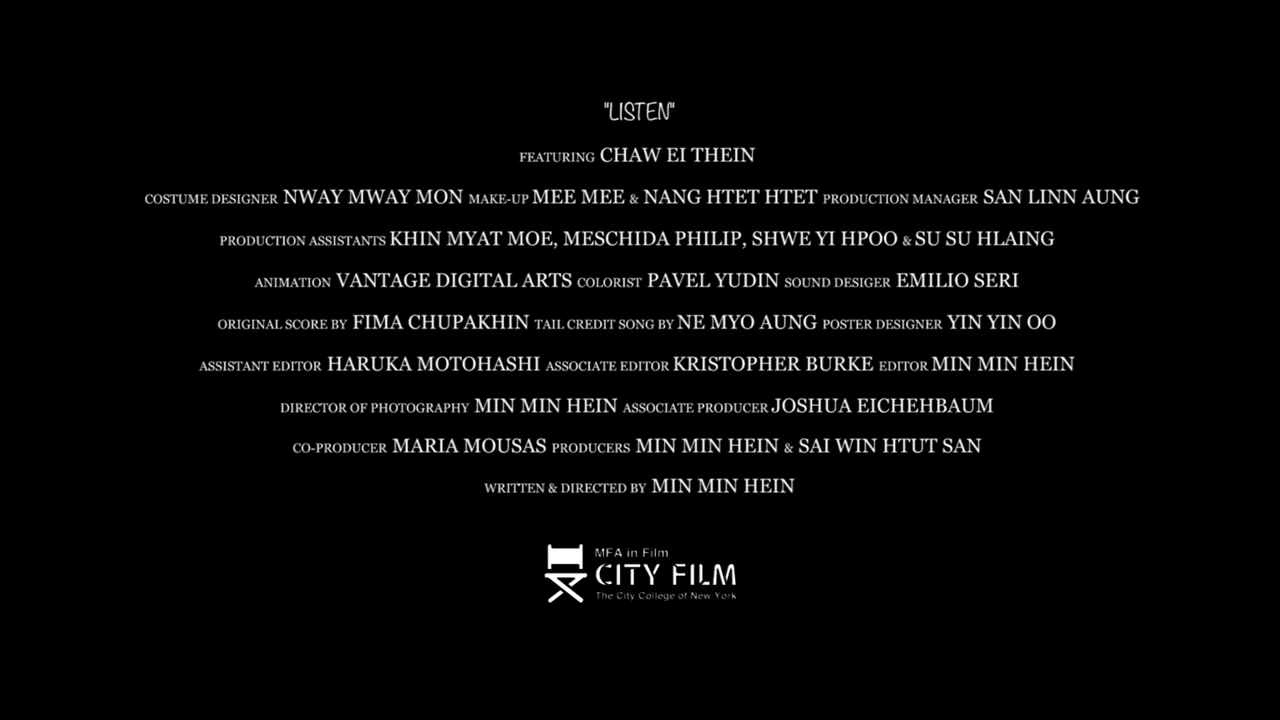 "LISTEN"
FEATURING CHAW EI THEIN
COSTUME DESIGNER NWAY MWAY MON MAKE-UP MEE MEE & NANG HTET HTET PRODUCTION MANAGER SAN LINN AUNG
PRODUCTION ASSISTANTS KHIN MYAT MOE, MESCHIDA PHILIP, SHWE YI HPOO & SU SU HLAING
ANIMATION VANTAGE DIGITAL ARTS COLORIST PAVEL YUDIN SOUND DESIGER EMILIO SERI
ORIGINAL SCORE BY FIMA CHUPAKHIN TAIL CREDIT SONG BY NE MYO AUNG POSTER DESIGNER YIN YIN OO
ASSISTANT EDITOR HARUKA MOTOHASHI ASSOCIATE EDITOR KRISTOPHER BURKE EDITOR MIN MIN HEIN
DIRECTOR OF PHOTOGRAPHY MIN MIN HEIN ASSOCIATE PRODUCER JOSHUA EICHEHBAUM
CO-PRODUCER MARIA MOUSAS PRODUCERS MIN MIN HEIN & SAI WIN HTUT SAN
WRITTEN & DIRECTED BY MIN MIN HEIN
MFA in Film
CITY FILM
The City College of New York